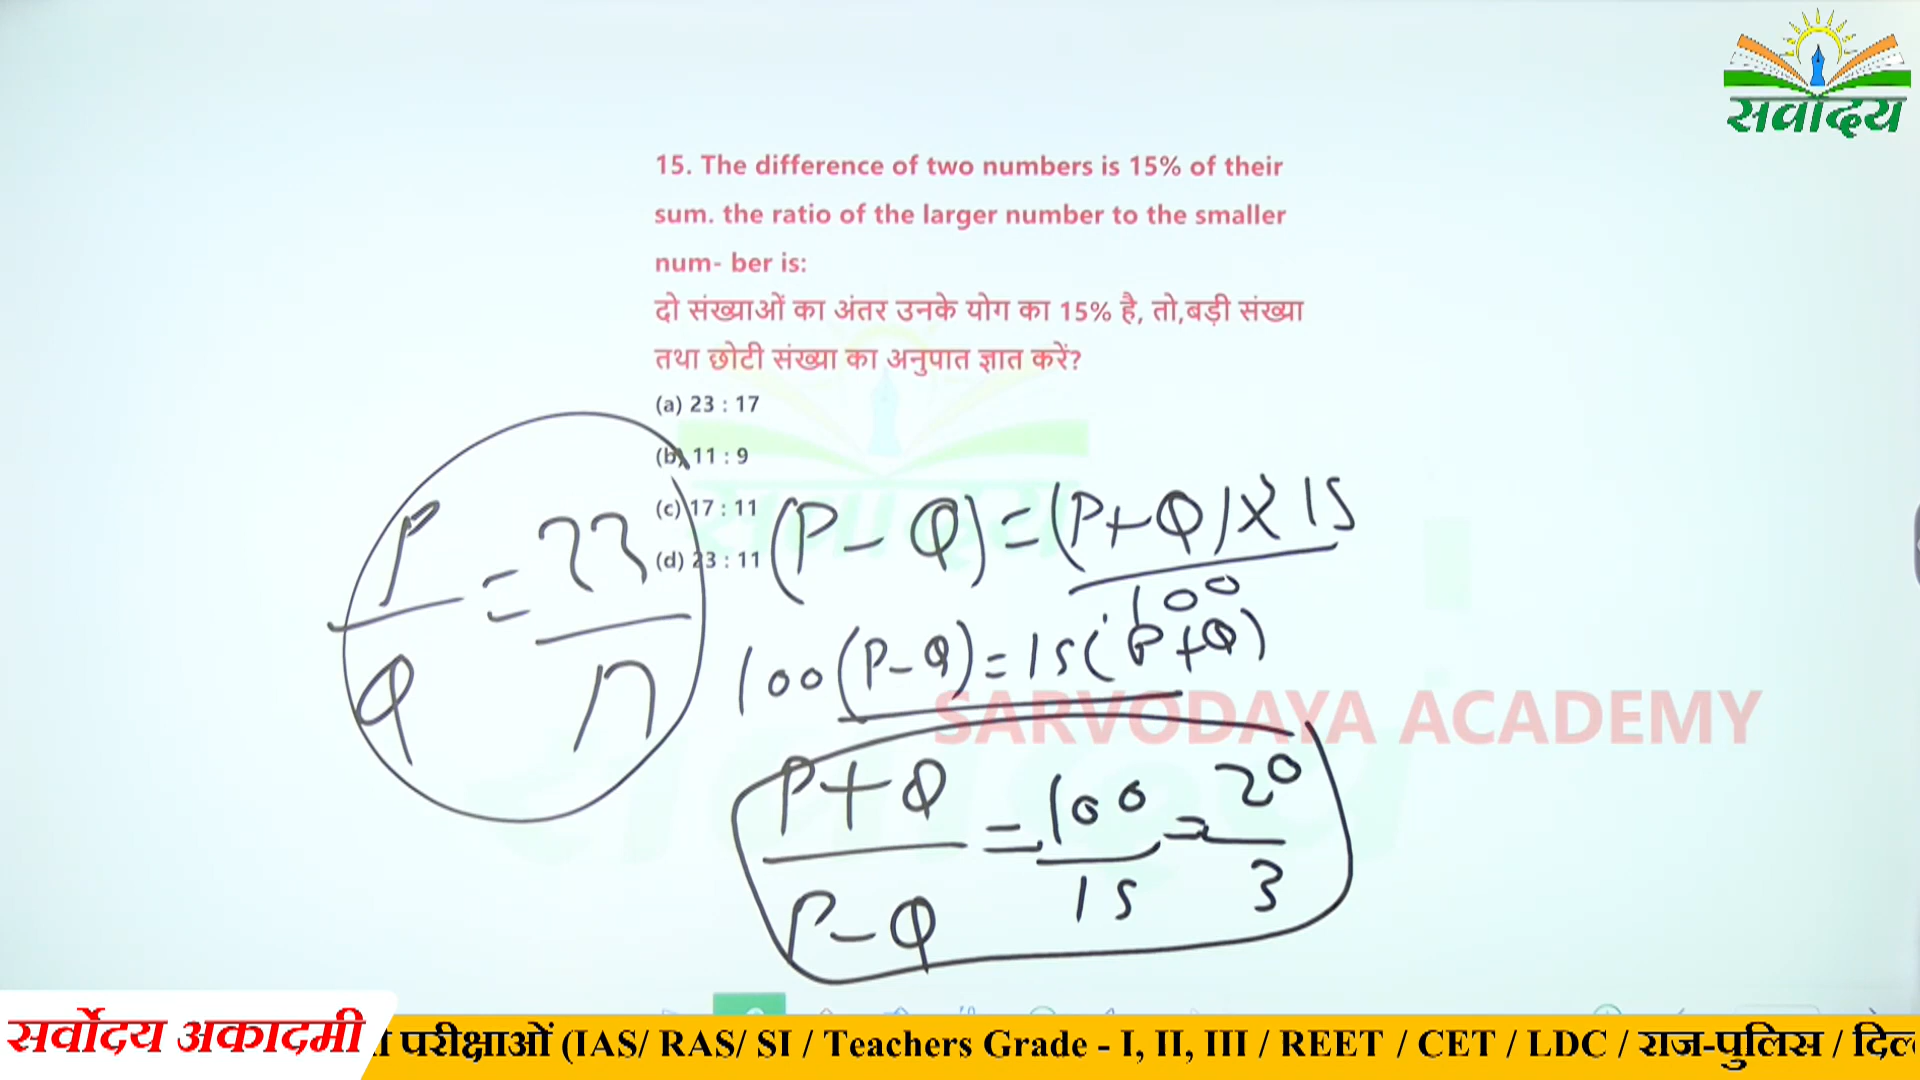 सर्वोदय
15. The difference of two numbers is 15% of their
sum. the ratio of the larger number to the smaller
num- ber is:
दो संख्याओं का अंतर उनके योग का 15% है, तो,बड़ी संख्या
तथा छोटी संख्या का अनुपात ज्ञात करें?
(a) 23 : 17
(b) 11 : 9
(c) 17 : 11
(d) 23 : 11
(P-Q)=(P+Q)×15
100
100(P-Q)=15(P+Q)
P+Q = 100 = 20
P-Q 15 3
P = 23
Q 17
SARVODAYA ACADEMY
सर्वोदय अकादमी
परीक्षाओं (IAS/ RAS/ SI / Teachers Grade - I, II, III / REET / CET / LDC / राज-पुलिस /